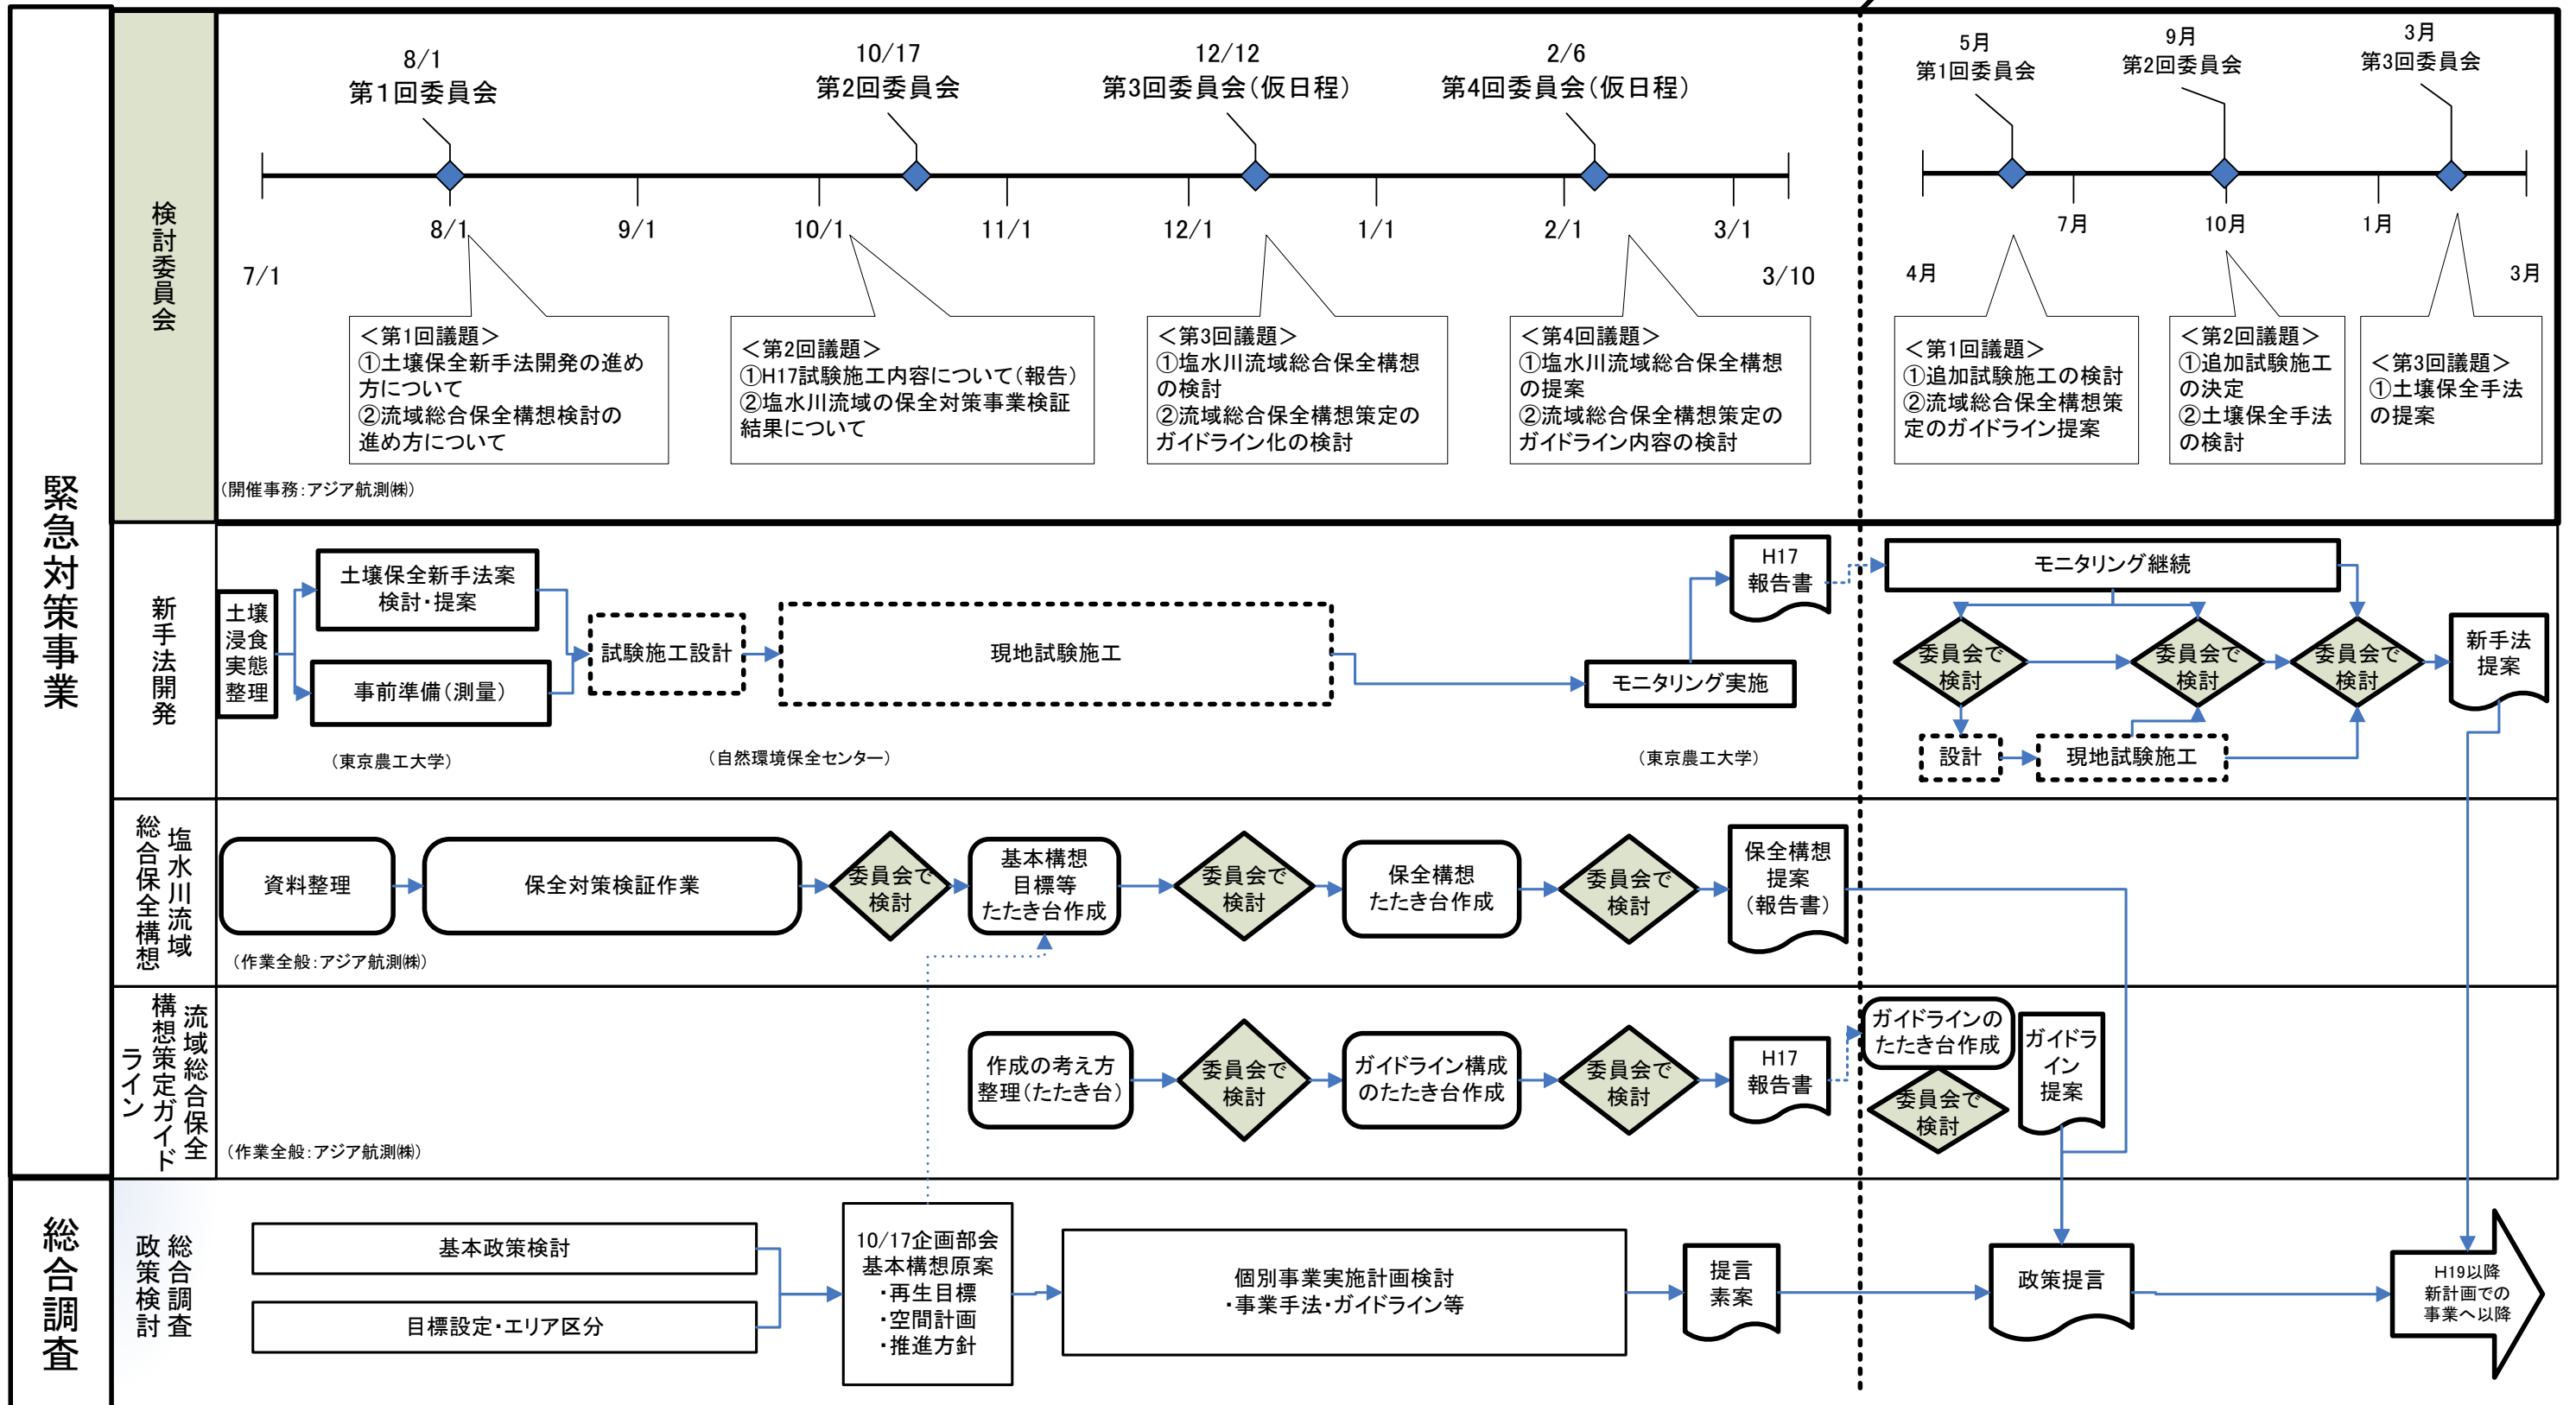 緊急対策事業
検討委員会
8/1
第1回委員会
10/17
第2回委員会
12/12
第3回委員会(仮日程)
2/6
第4回委員会(仮日程)
5月
第1回委員会
9月
第2回委員会
3月
第3回委員会
8/1
9/1
10/1
11/1
12/1
1/1
2/1
3/1
7/1
3/10
7月
10月
1月
4月
3月
<第1回議題>
①土壌保全新手法開発の進め
方について
②流域総合保全構想検討の
進め方について
<第2回議題>
①H17試験施工内容について(報告)
②塩水川流域の保全対策事業検証
結果について
<第3回議題>
①塩水川流域総合保全構想
の検討
②流域総合保全構想策定の
ガイドライン化の検討
<第4回議題>
①塩水川流域総合保全構想
の提案
②流域総合保全構想策定の
ガイドライン内容の検討
<第1回議題>
①追加試験施工の検討
②流域総合保全構想策
定のガイドライン提案
<第2回議題>
①追加試験施工
の決定
②土壌保全手法
の検討
<第3回議題>
①土壌保全手法
の提案
(開催事務:アジア航測㈱)
新手法開発
土壌
浸食
実態
整理
土壌保全新手法案
検討・提案
事前準備(測量)
試験施工設計
現地試験施工
モニタリング実施
H17
報告書
モニタリング継続
委員会で
検討
委員会で
検討
委員会で
検討
新手法
提案
設計
現地試験施工
(東京農工大学)
(自然環境保全センター)
(東京農工大学)
塩水川流域
総合保全構想
資料整理
保全対策検証作業
委員会で
検討
基本構想
目標等
たたき台作成
委員会で
検討
保全構想
たたき台作成
委員会で
検討
保全構想
提案
(報告書)
(作業全般:アジア航測㈱)
流域総合保全
構想策定ガイド
ライン
作成の考え方
整理(たたき台)
委員会で
検討
ガイドライン構成
のたたき台作成
委員会で
検討
H17
報告書
ガイドラインの
たたき台作成
委員会で
検討
ガイドラ
イン
提案
(作業全般:アジア航測㈱)
総合調査
総合調査
政策検討
基本政策検討
目標設定・エリア区分
10/17企画部会
基本構想原案
・再生目標
・空間計画
・推進方針
個別事業実施計画検討
・事業手法・ガイドライン等
提言
素案
政策提言
H19以降
新計画での
事業へ以降